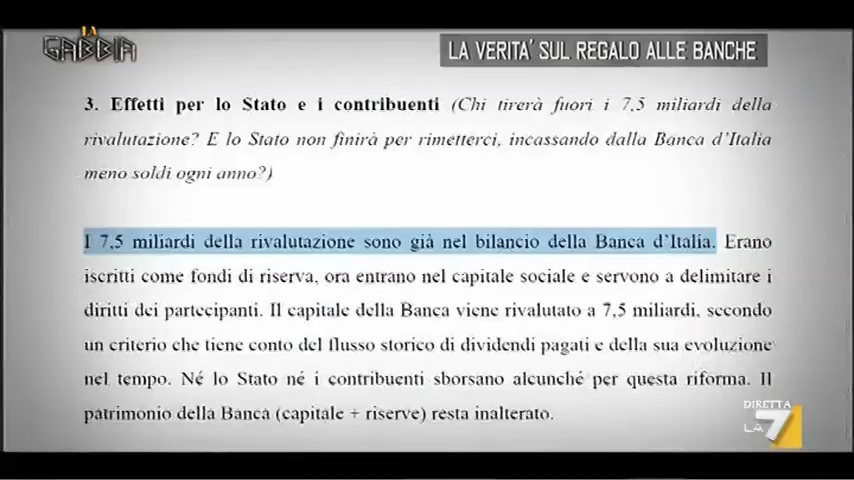 LA
GABBIA
LA VERITA' SUL REGALO ALLE BANCHE
3. Effetti per lo Stato e i contribuenti (Chi tirerà fuori i 7,5 miliardi della
rivalutazione? E lo Stato non finirà per rimetterci, incassando dalla Banca d'Italia
meno soldi ogni anno?)
I 7,5 miliardi della rivalutazione sono già nel bilancio della Banca d'Italia. Erano
iscritti come fondi di riserva, ora entrano nel capitale sociale e servono a delimitare i
diritti dei partecipanti. Il capitale della Banca viene rivalutato a 7,5 miliardi, secondo
un criterio che tiene conto del flusso storico di dividendi pagati e della sua evoluzione
nel tempo. Né lo Stato né i contribuenti sborsano alcunché per questa riforma. Il
patrimonio della Banca (capitale + riserve) resta inalterato.
DIRETTA
LA7